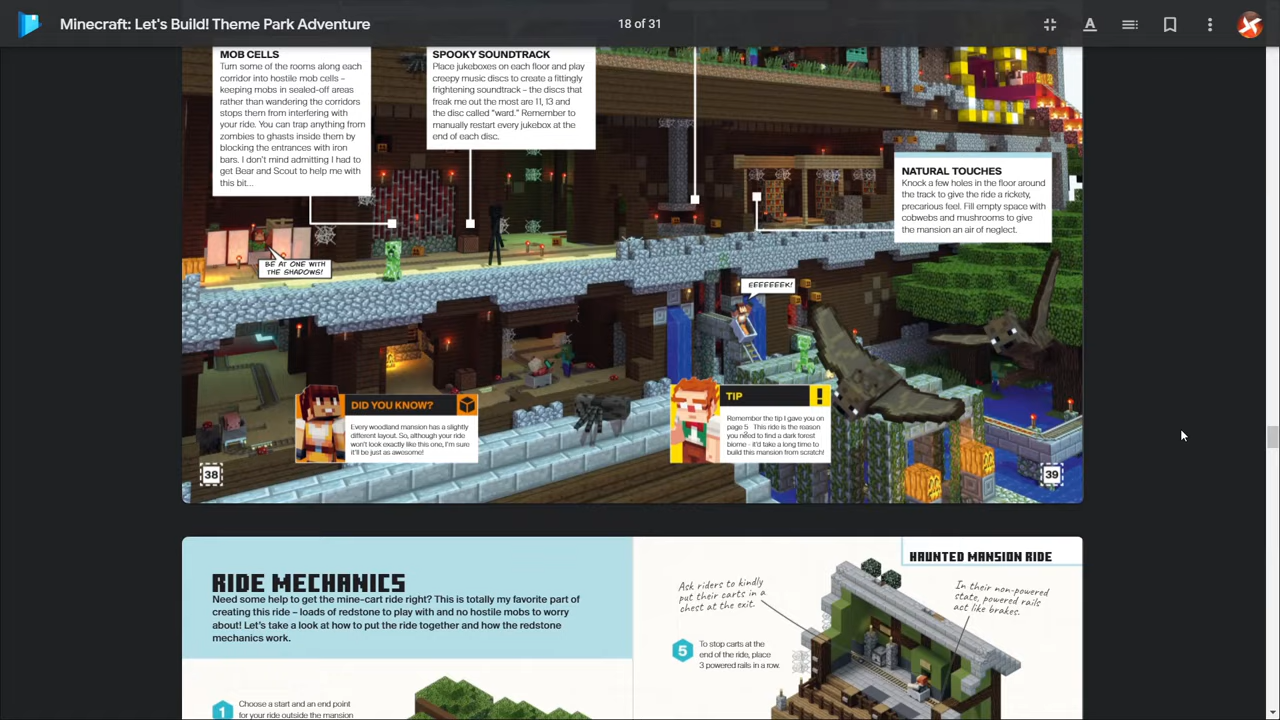 Minecraft: Let's Build! Theme Park Adventure
18 of 31
MOB CELLS
Turn some of the rooms along each
corridor into hostile mob cells –
keeping mobs in sealed-off areas
rather than wandering the corridors
stops them from interfering with
your ride. You can trap anything from
zombies to ghasts inside them by
blocking the entrances with iron
bars. I don't mind admitting I had to
get Bear and Scout to help me with
this bit...
SPOOKY SOUNDTRACK
Place jukeboxes on each floor and play
creepy music discs to create a fittingly
frightening soundtrack – the discs that
freak me out the most are 11, 13 and
the disc called "ward." Remember to
manually restart every jukebox at the
end of each disc.
NATURAL TOUCHES
Knock a few holes in the floor around
the track to give the ride a rickety,
precarious feel. Fill empty space with
cobwebs and mushrooms to give
the mansion an air of neglect.
BE AT ONE WITH
THE SHADOWS!
EEEEEEEK!
DID YOU KNOW?
Every woodland mansion has a slightly
different layout. So, although your ride
won't look exactly like this one, I'm sure
it'll be just as awesome!
TIP
Remember the tip I gave you on
page 5 This ride is the reason
you need to find a dark forest
biome - it'd take a long time to
build this mansion from scratch!
38
39
RIDE MECHANICS
Need some help to get the mine-cart ride right? This is totally my favorite part of
creating this ride – loads of redstone to play with and no hostile mobs to worry
about! Let's take a look at how to put the ride together and how the redstone
mechanics work.
1
Choose a start and an end point
for your ride outside the mansion
HAUNTED MANSION RIDE
Ask riders to kindly
put their carts in a
chest at the exit.
In their non-powered
state, powered rails
act like brakes.
5
To stop carts at the
end of the ride, place
3 powered rails in a row.